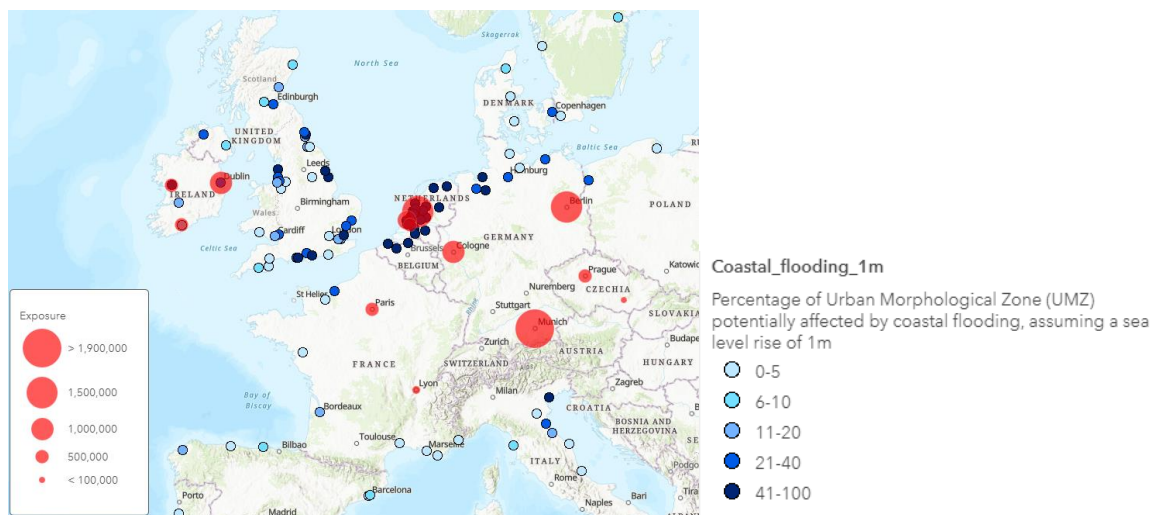 Skagerrak
North Sea
Scotland
Edinburgh
DENMARK
Copenhagen
UNITED
KINGDOM
Baltic Sea
Leeds
Hamburg
Dublin
IRELAND
NETHERLANDS
Birmingham
Berlin
POLAND
Wales
Cardiff
London
GERMANY
Celtic Sea
Brussels
Cologne
BELGIUM
Prague
Katowic
St Helier
Nuremberg
CZECHIA
Paris
Stuttgart
SLOVAKIA
Munich
Budape
Zurich
AUSTRIA
FRANCE
SWITZERLAND
HUNGARY
Lyon
Zagreb
Bay of
Biscay
Milan
CROATIA
Bordeaux
BOSNIA AND
HERZEGOVINA
Toulouse
Bilbao
Marseille
ITALY
Podgo
Rome
Barcelona
Bari
Tira
Porto
Madrid
Naples
Exposure
> 1,900,000
1,500,000
1,000,000
500,000
< 100,000
Coastal_flooding_1m
Percentage of Urban Morphological Zone (UMZ)
potentially affected by coastal flooding, assuming a sea
level rise of 1m
0-5
6-10
11-20
21-40
41-100